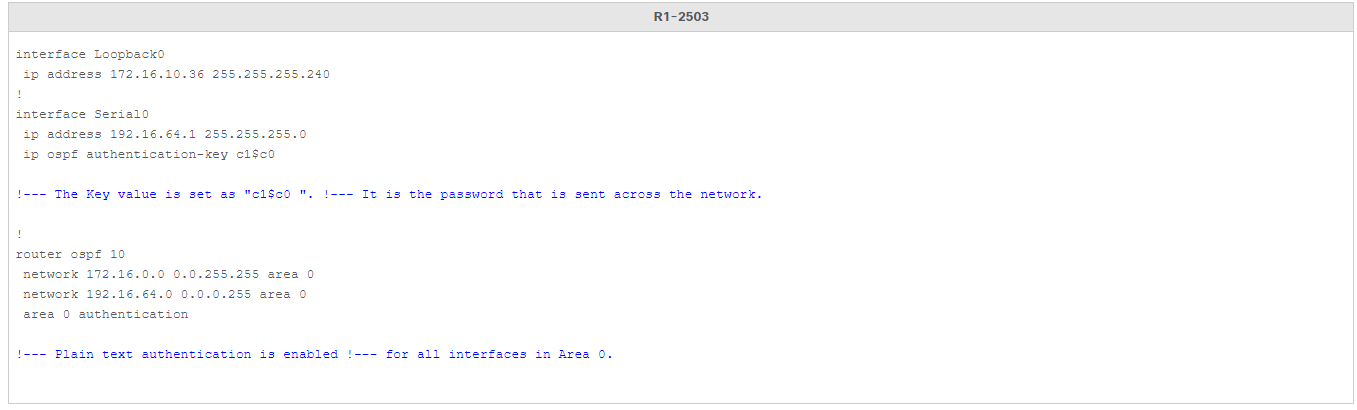 R1-2503
interface Loopback0
ip address 172.16.10.36 255.255.255.240
!
interface Serial0
ip address 192.16.64.1 255.255.255.0
ip ospf authentication-key c1$c0
!--- The Key value is set as "c1$c0 ". !--- It is the password that is sent across the network.
!
router ospf 10
network 172.16.0.0 0.0.255.255 area 0
network 192.16.64.0 0.0.0.255 area 0
area 0 authentication
!--- Plain text authentication is enabled !--- for all interfaces in Area 0.